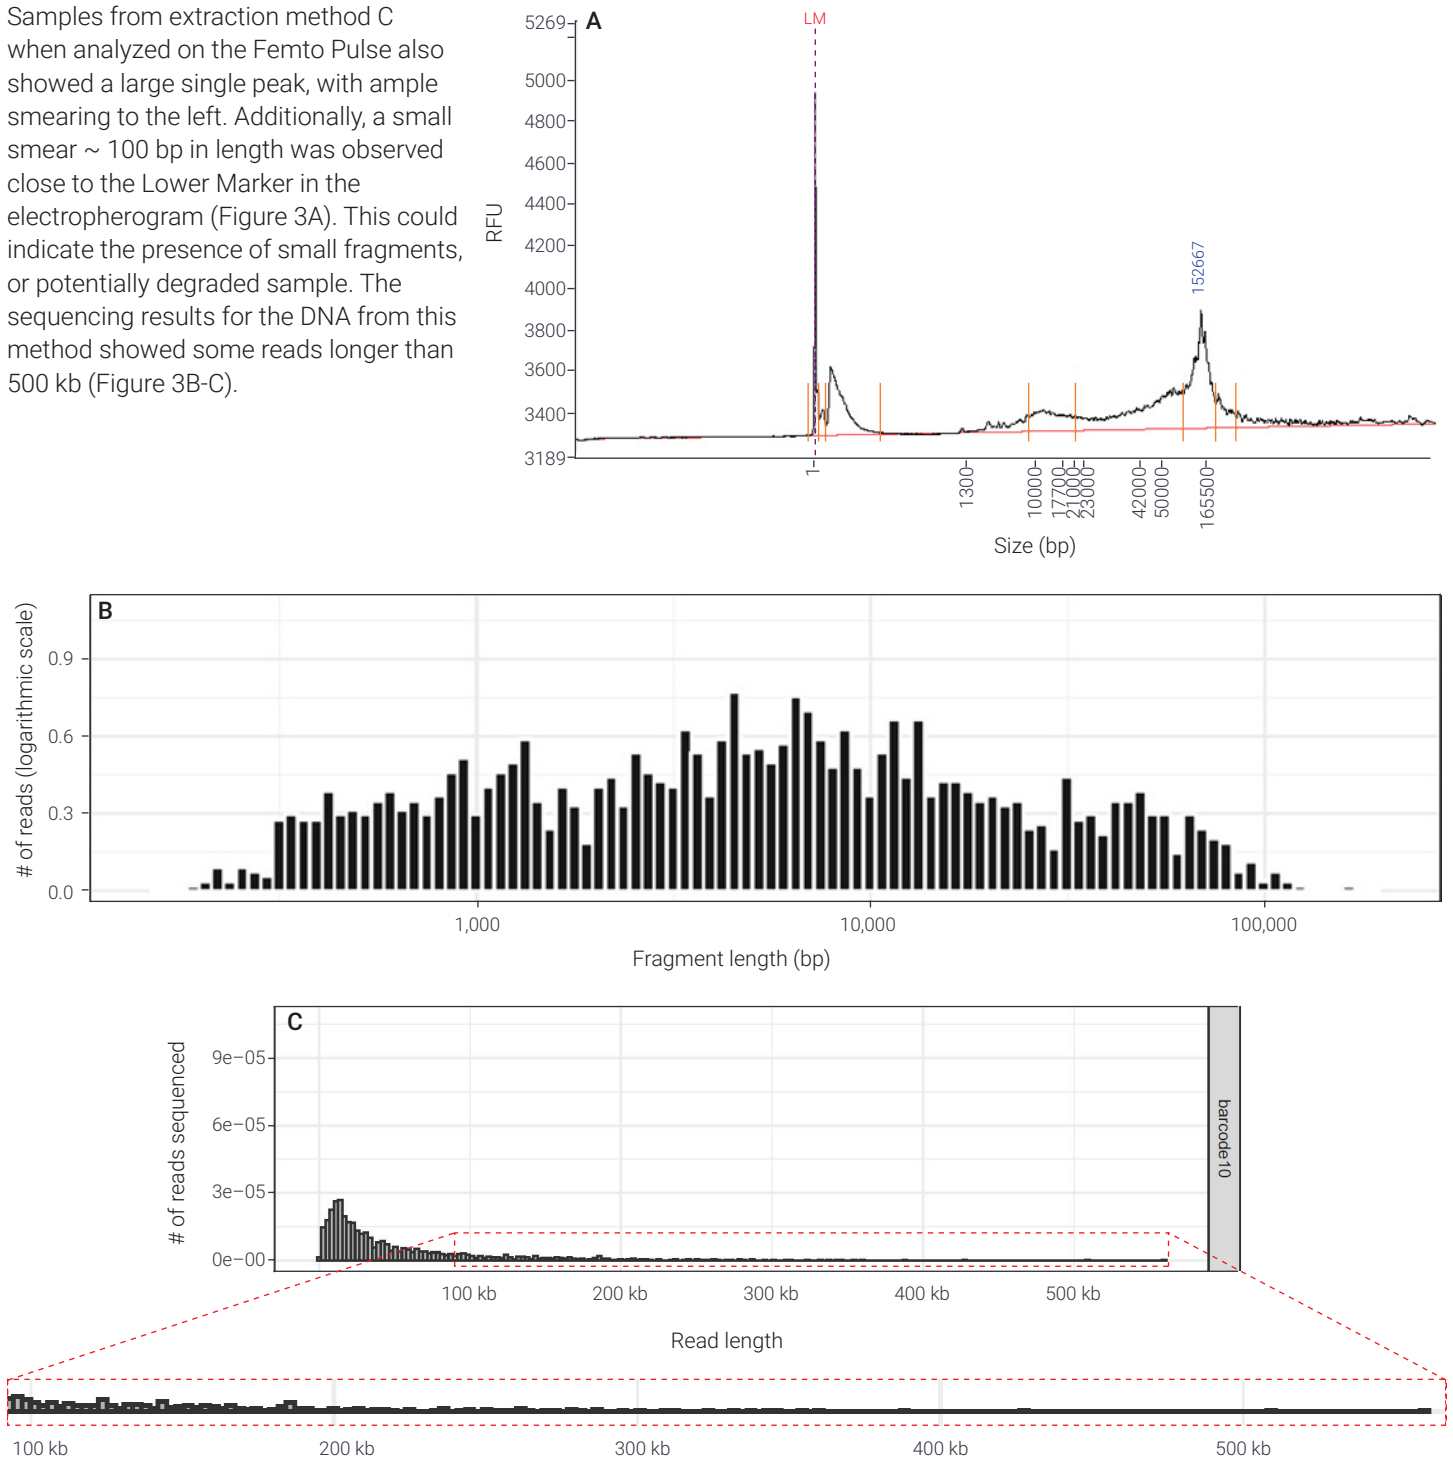 Samples from extraction method C
when analyzed on the Femto Pulse also
showed a large single peak, with ample
smearing to the left. Additionally, a small
smear ~ 100 bp in length was observed
close to the Lower Marker in the
electropherogram (Figure 3A). This could
indicate the presence of small fragments,
or potentially degraded sample. The
sequencing results for the DNA from this
method showed some reads longer than
500 kb (Figure 3B-C).
A
LM
5269
5000
4800
4600
4400
4200
4000
3800
3600
3400
3189
RFU
152667
1
1300
10000
17700
21000
23000
42000
50000
165500
Size (bp)
B
# of reads (logarithmic scale)
0.9
0.6
0.3
0.0
1,000
10,000
100,000
Fragment length (bp)
C
# of reads sequenced
9e–05
6e–05
3e–05
0e–00
barcode10
100 kb
200 kb
300 kb
400 kb
500 kb
Read length
100 kb
200 kb
300 kb
400 kb
500 kb